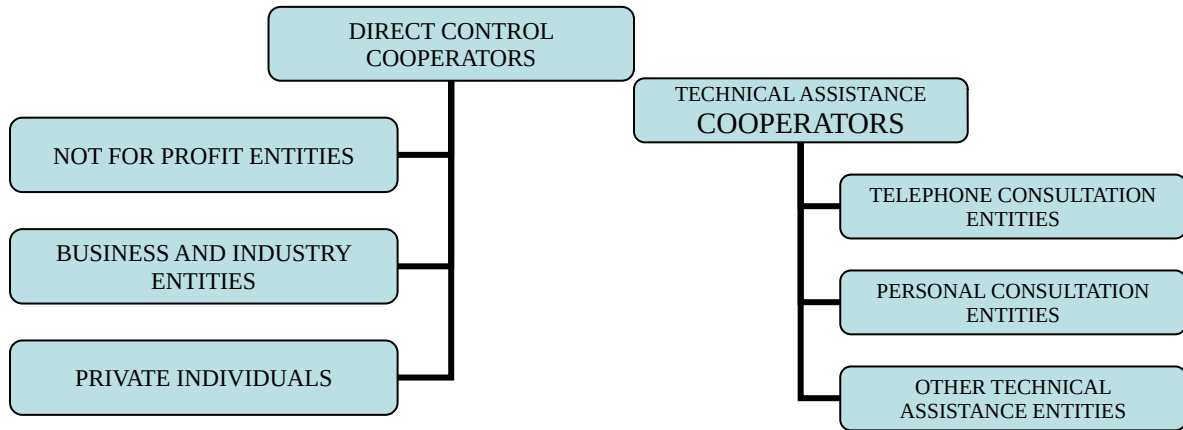 DIRECT CONTROL
COOPERATORS
NOT FOR PROFIT ENTITIES
BUSINESS AND INDUSTRY
ENTITIES
PRIVATE INDIVIDUALS
TECHNICAL ASSISTANCE
COOPERATORS
TELEPHONE CONSULTATION
ENTITIES
PERSONAL CONSULTATION
ENTITIES
OTHER TECHNICAL
ASSISTANCE ENTITIES